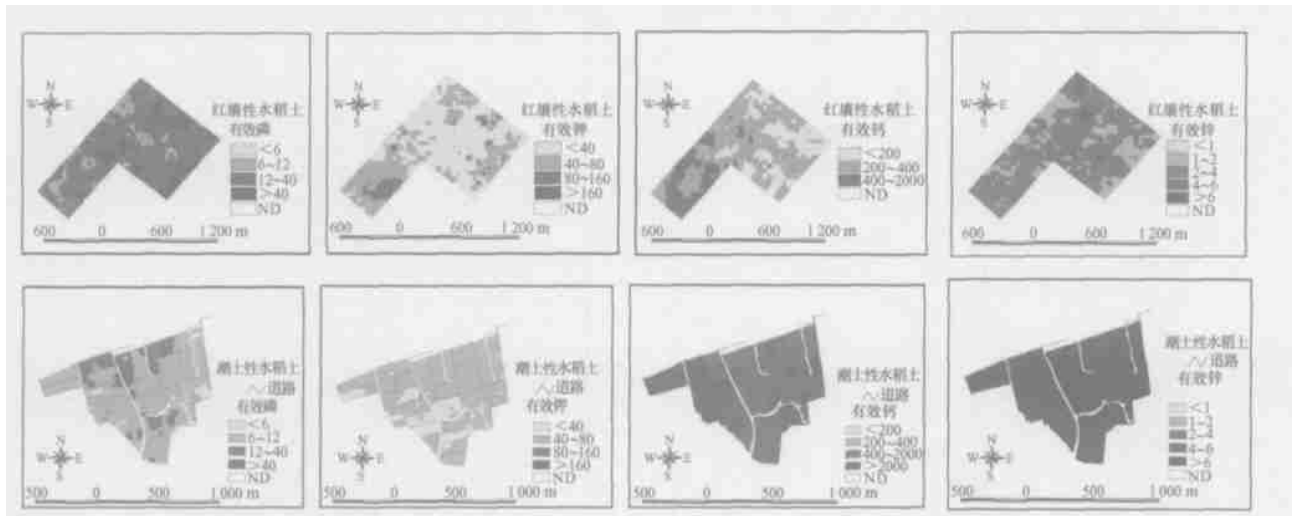 N
W E
S
红壤性水稻土
有效磷
<6
6~12
12~40
>40
ND
600 0 600 1 200 m
N
W E
S
红壤性水稻土
有效钾
<40
40~80
80~160
>160
ND
600 0 600 1 200 m
N
W E
S
红壤性水稻土
有效钙
<200
200~400
400~2000
ND
600 0 600 1 200 m
N
W E
S
红壤性水稻土
有效锌
<1
1~2
2~4
4~6
>6
ND
600 0 600 1 200 m
潮土性水稻土
道路
有效磷
<6
6~12
12~40
>40
ND
N
W E
S
500 0 500 1 000 m
潮土性水稻土
道路
有效钾
<40
40~80
80~160
>160
ND
N
W E
S
500 0 500 1 000 m
潮土性水稻土
道路
有效钙
<200
200~400
400~2000
>2000
ND
N
W E
S
500 0 500 1 000 m
潮土性水稻土
道路
有效锌
<1
1~2
2~4
4~6
>6
ND
N
W E
S
500 0 500 1 000 m